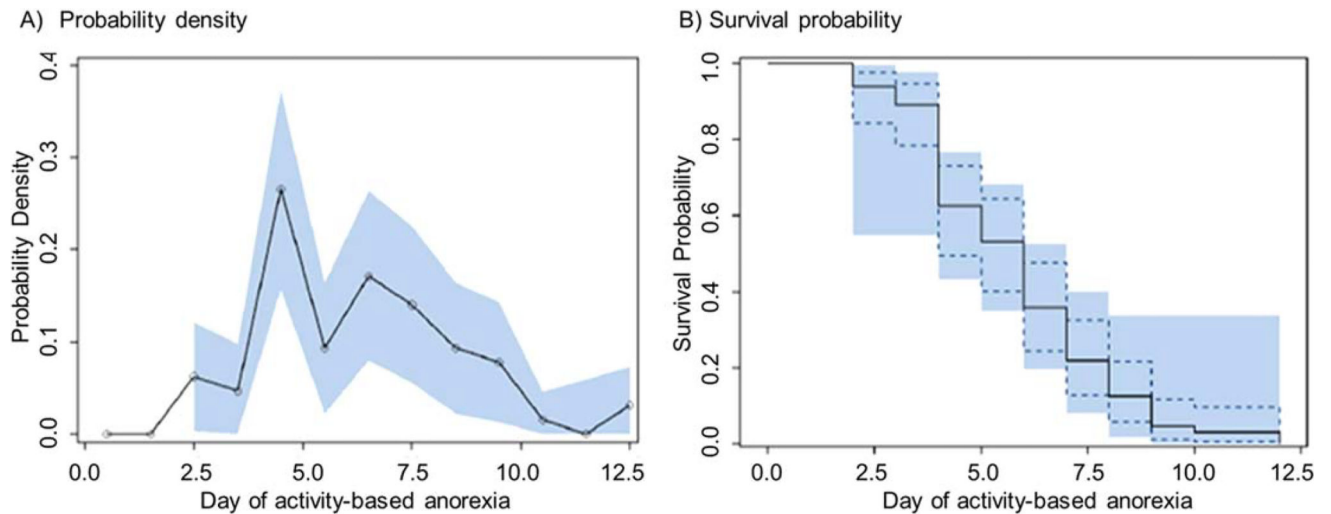 A) Probability density
B) Survival probability
Probability Density
0.0 0.1 0.2 0.3 0.4
0.0 2.5 5.0 7.5 10.0 12.5
Day of activity-based anorexia
Survival Probability
0.0 0.2 0.4 0.6 0.8 1.0
0.0 2.5 5.0 7.5 10.0 12.5
Day of activity-based anorexia